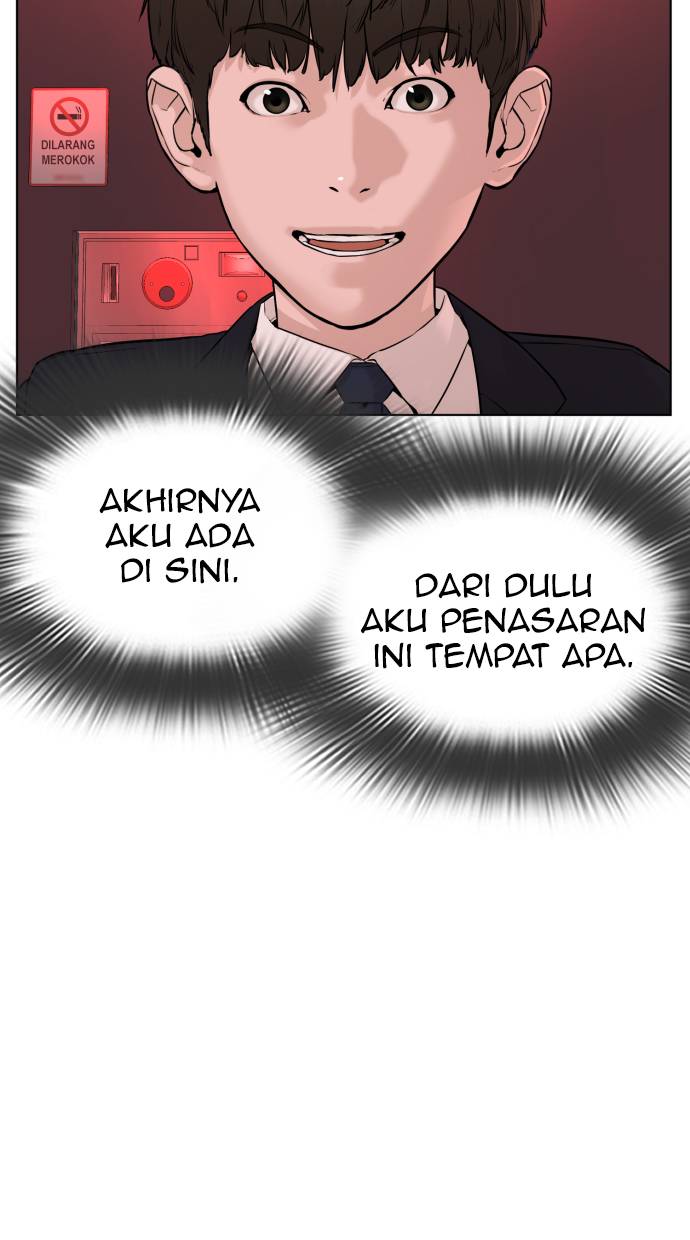 DILARANG
MEROKOK
AKHIRNYA
AKU ADA
DI SINI.
DARI DULU
AKU PENASARAN
INI TEMPAT APA.